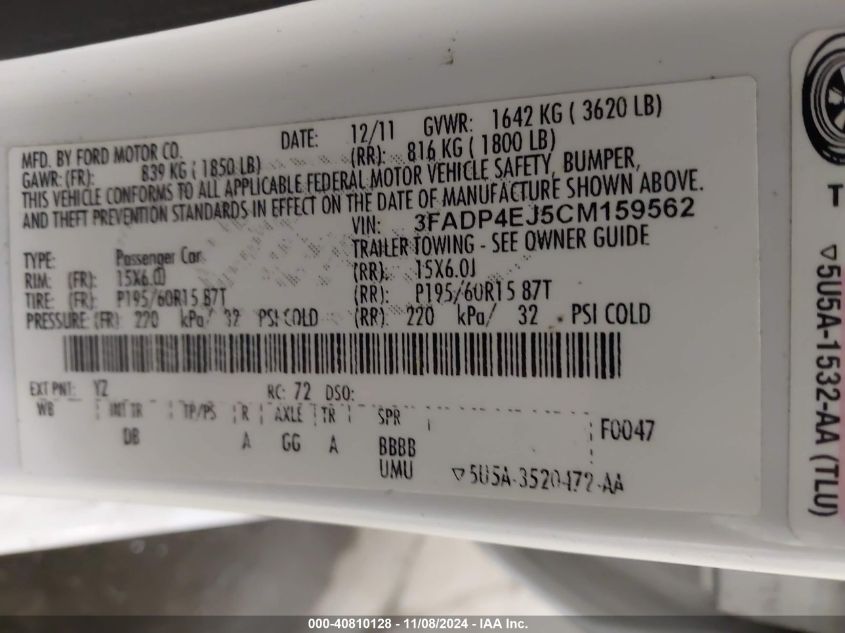 MFD. BY FORD MOTOR CO. DATE: 12/11 GVWR: 1642 KG ( 3620 LB)
GAWR: (FR): 839 KG ( 1850 LB) (RR): 816 KG ( 1800 LB)
THIS VEHICLE CONFORMS TO ALL APPLICABLE FEDERAL MOTOR VEHICLE SAFETY, BUMPER,
AND THEFT PREVENTION STANDARDS IN EFFECT ON THE DATE OF MANUFACTURE SHOWN ABOVE.
VIN: 3FADP4EJ5CM159562
TYPE: Passenger Car TRAILER TOWING - SEE OWNER GUIDE
RIM: (FR): 15X6.0J (RR): 15X6.0J
TIRE: (FR): P195/60R15 87T (RR): P195/60R15 87T
PRESSURE: (FR) 220 kPa/ 32 PSI COLD (RR): 220 kPa/ 32 PSI COLD
EXT PNT: YZ RC: 72 DSO:
WB INT TR TP/PS R AXLE TR SPR F0047
DB A GG A BBBB
UMU ▽5U5A-3520472-AA
T
▽5U5A-1532-AA (TLU)
000-40810128 - 11/08/2024 - IAA Inc.